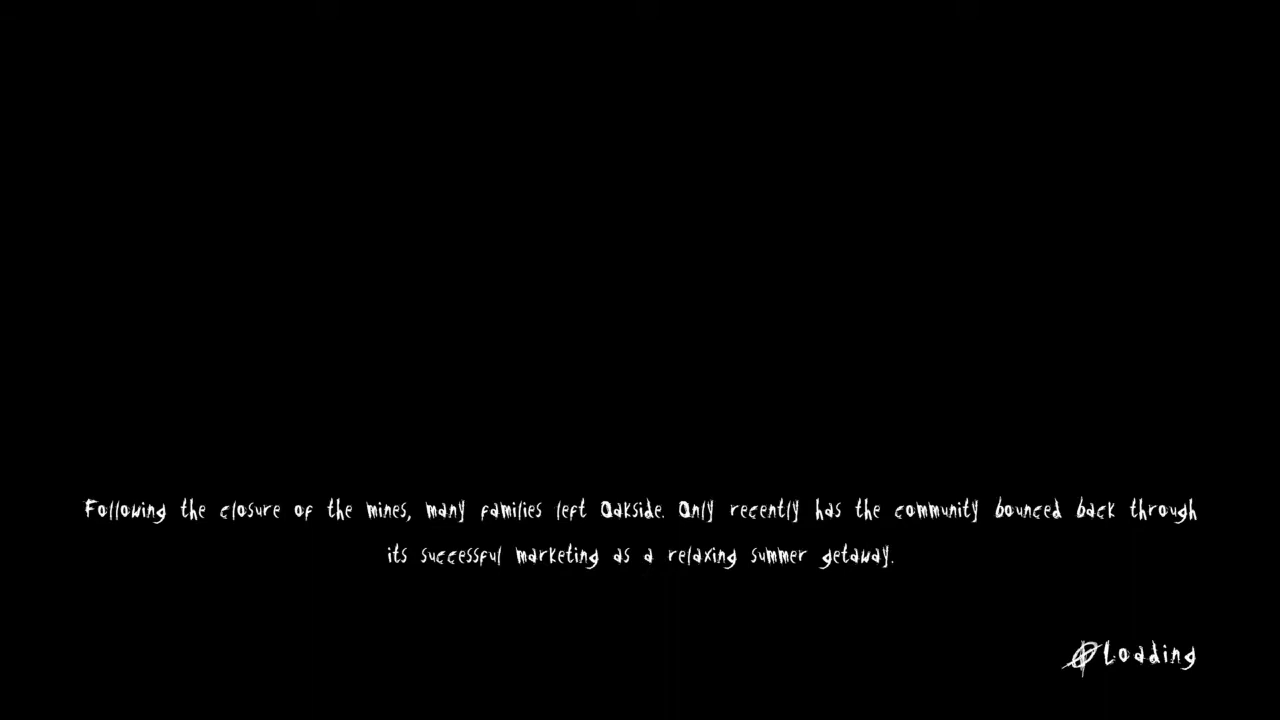 Following the closure of the mines, many families left Oakside. Only recently has the community bounced back through
its successful marketing as a relaxing summer getaway.
Loading